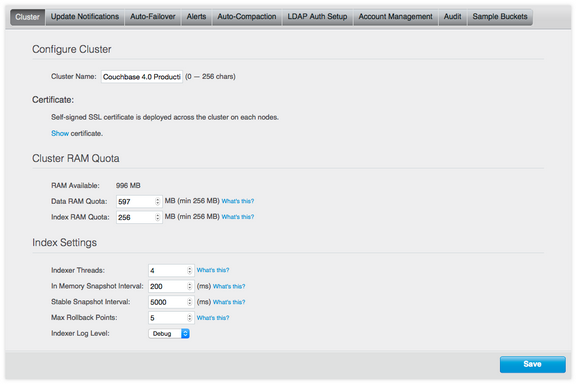 Cluster Update Notifications Auto-Failover Alerts Auto-Compaction LDAP Auth Setup Account Management Audit Sample Buckets
Configure Cluster
Cluster Name: Couchbase 4.0 Producti (0 — 256 chars)
Certificate:
Self-signed SSL certificate is deployed across the cluster on each nodes.
Show certificate.
Cluster RAM Quota
RAM Available: 996 MB
Data RAM Quota: 597 MB (min 256 MB) What's this?
Index RAM Quota: 256 MB (min 256 MB) What's this?
Index Settings
Indexer Threads: 4 What's this?
In Memory Snapshot Interval: 200 (ms) What's this?
Stable Snapshot Interval: 5000 (ms) What's this?
Max Rollback Points: 5 What's this?
Indexer Log Level: Debug
Save